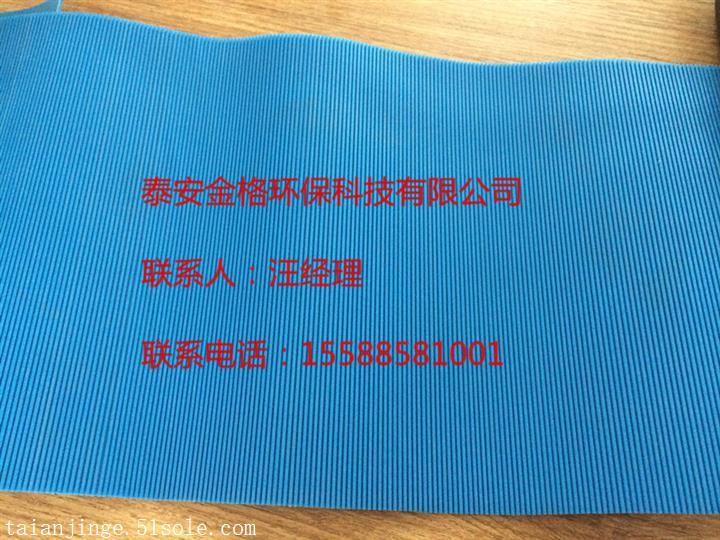 泰安金格环保科技有限公司
联系人：汪经理
联系电话：15588581001
taianjinge.51sole.com/